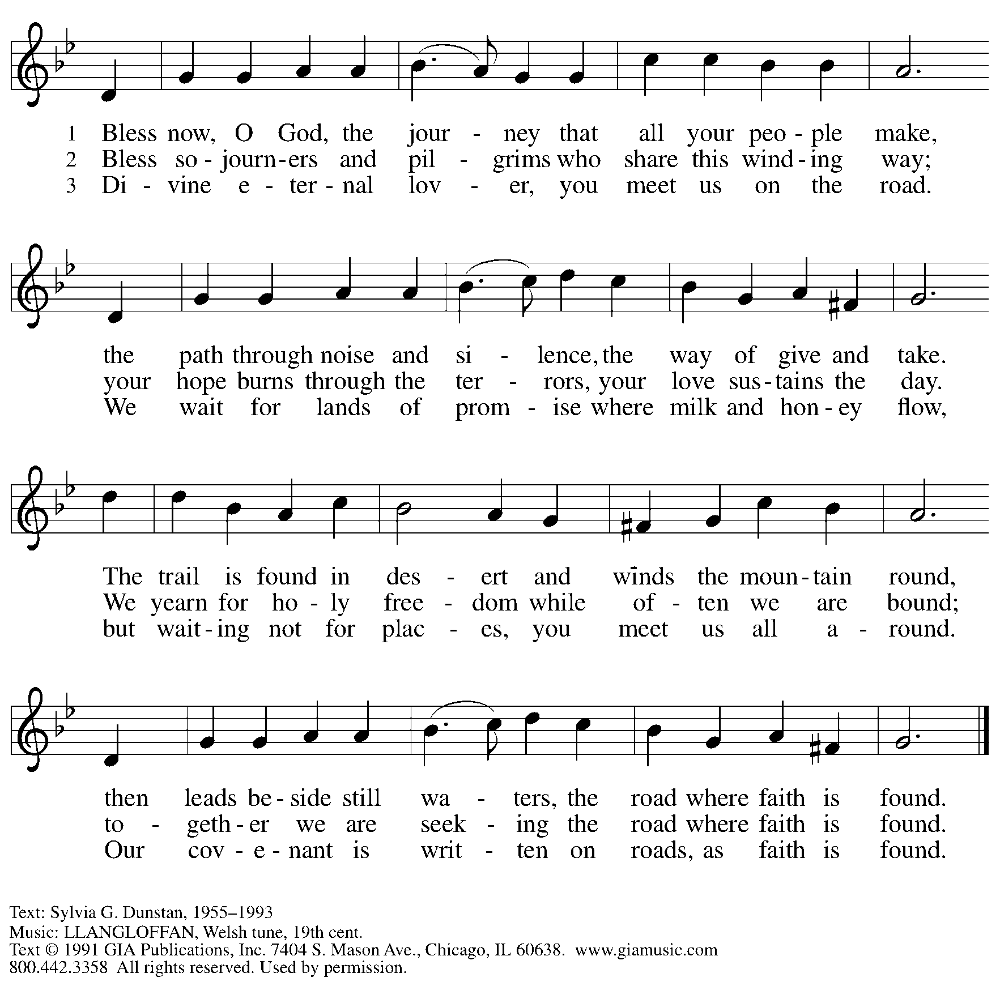 1 Bless now, O God, the jour - ney that all your peo - ple make,
2 Bless so - journ - ers and pil - grims who share this wind - ing way;
3 Di - vine e - ter - nal lov - er, you meet us on the road.
the path through noise and si - lence, the way of give and take.
your hope burns through the ter - rors, your love sus - tains the day.
We wait for lands of prom - ise where milk and hon - ey flow,
The trail is found in des - ert and winds the moun - tain round,
We yearn for ho - ly free - dom while of - ten we are bound;
but wait - ing not for plac - es, you meet us all a - round.
then leads be - side still wa - ters, the road where faith is found.
to - geth - er we are seek - ing the road where faith is found.
Our cov - e - nant is writ - ten on roads, as faith is found.
Text: Sylvia G. Dunstan, 1955–1993
Music: LLANGLOFFAN, Welsh tune, 19th cent.
Text © 1991 GIA Publications, Inc. 7404 S. Mason Ave., Chicago, IL 60638. www.giamusic.com
800.442.3358 All rights reserved. Used by permission.